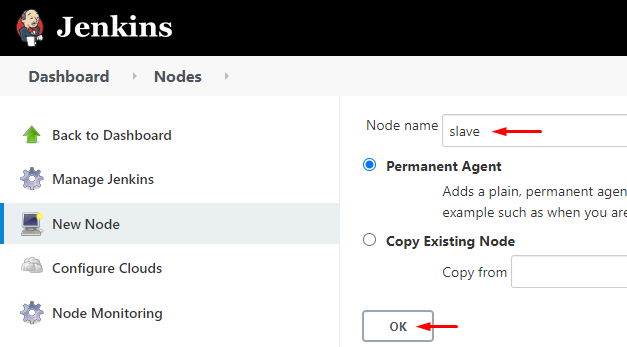 Jenkins
Dashboard Nodes
Back to Dashboard
Manage Jenkins
New Node
Configure Clouds
Node Monitoring
Node name slave
Permanent Agent
Adds a plain, permanent agen
example such as when you are
Copy Existing Node
Copy from
OK